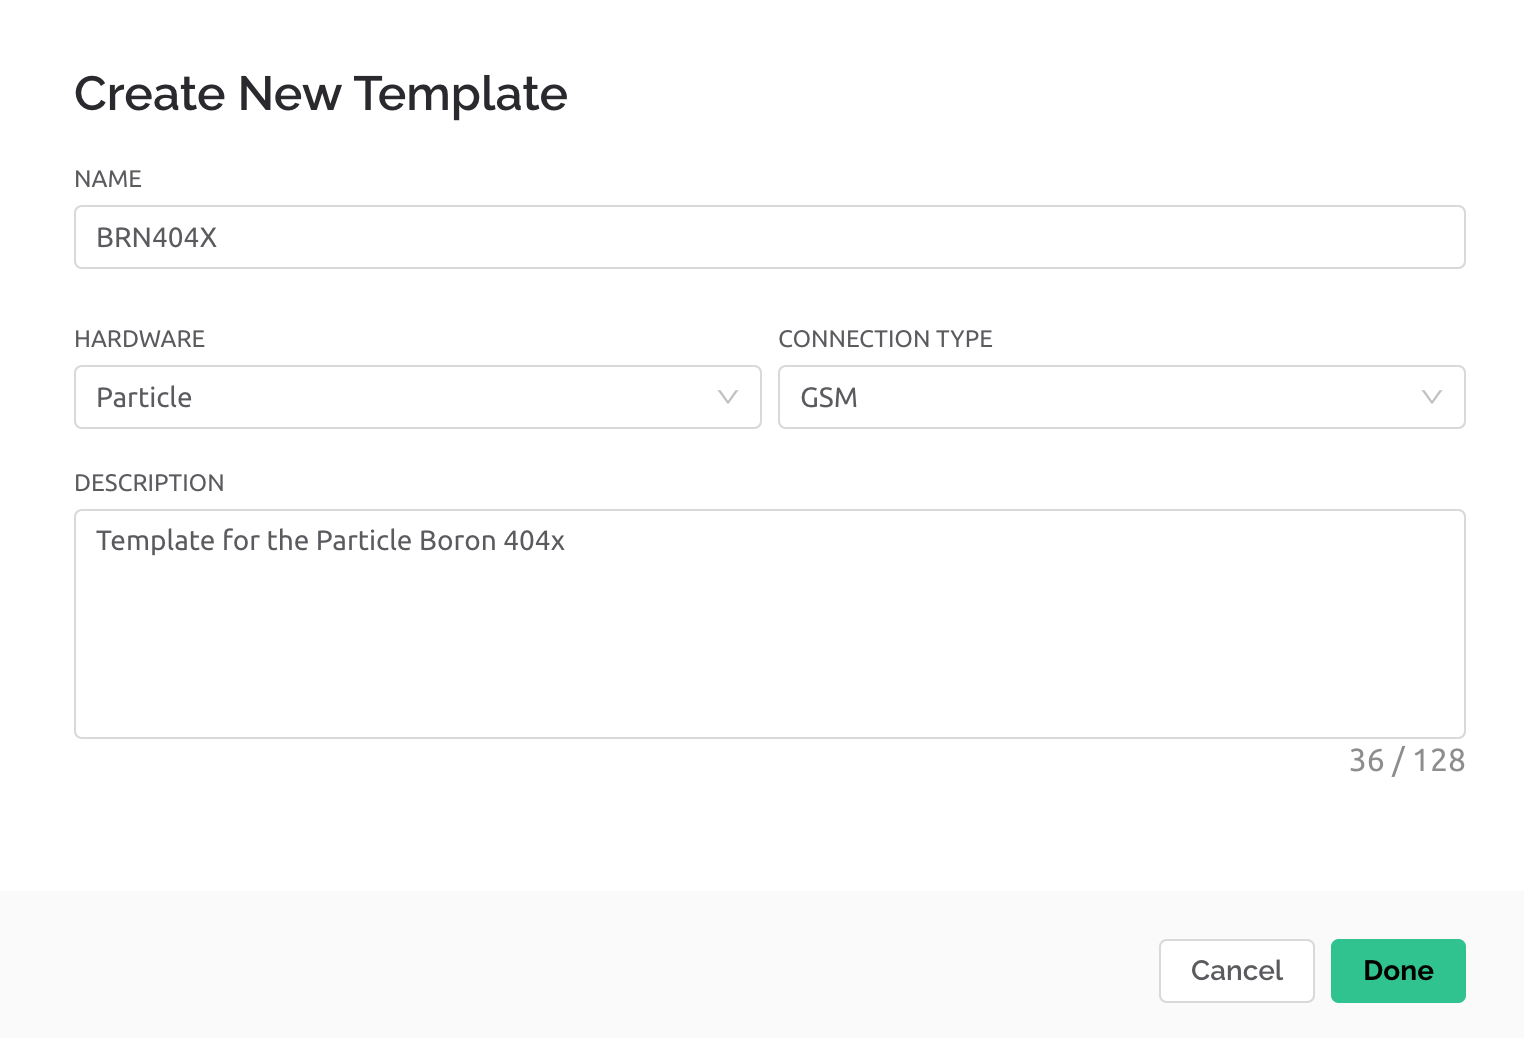 Create New Template
NAME
BRN404X
HARDWARE
CONNECTION TYPE
Particle
GSM
DESCRIPTION
Template for the Particle Boron 404x
36 / 128
Cancel
Done